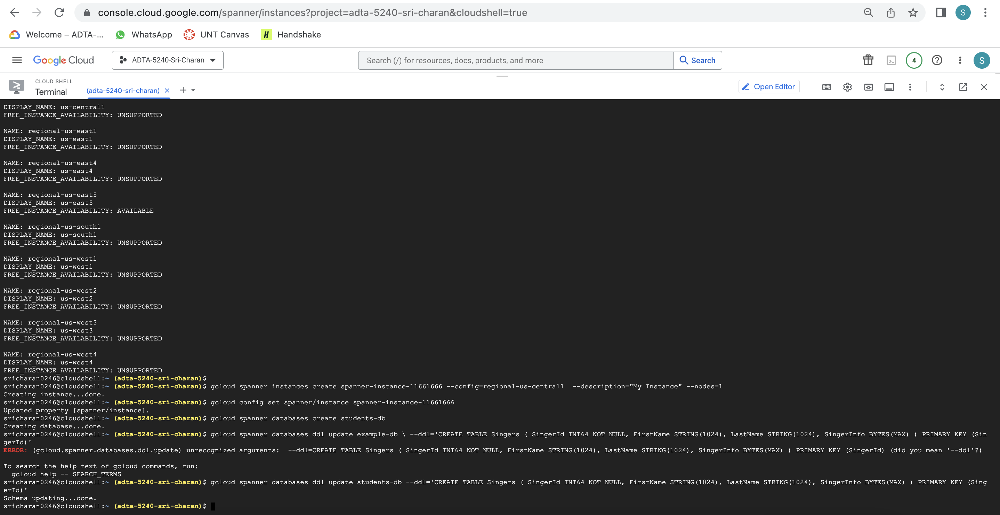 console.cloud.google.com/spanner/instances?project=adta-5240-sri-charan&cloudshell=true
S
Welcome – ADTA-...
WhatsApp
UNT Canvas
H Handshake
Google Cloud
ADTA-5240-Sri-Charan
Search (/) for resources, docs, products, and more
Search
4
S
CLOUD SHELL
Terminal
(adta-5240-sri-charan)
Open Editor
DISPLAY_NAME: us-central1
FREE_INSTANCE_AVAILABILITY: UNSUPPORTED
NAME: regional-us-east1
DISPLAY_NAME: us-east1
FREE_INSTANCE_AVAILABILITY: UNSUPPORTED
NAME: regional-us-east4
DISPLAY_NAME: us-east4
FREE_INSTANCE_AVAILABILITY: UNSUPPORTED
NAME: regional-us-east5
DISPLAY_NAME: us-east5
FREE_INSTANCE_AVAILABILITY: AVAILABLE
NAME: regional-us-south1
DISPLAY_NAME: us-south1
FREE_INSTANCE_AVAILABILITY: UNSUPPORTED
NAME: regional-us-west1
DISPLAY_NAME: us-west1
FREE_INSTANCE_AVAILABILITY: UNSUPPORTED
NAME: regional-us-west2
DISPLAY_NAME: us-west2
FREE_INSTANCE_AVAILABILITY: UNSUPPORTED
NAME: regional-us-west3
DISPLAY_NAME: us-west3
FREE_INSTANCE_AVAILABILITY: UNSUPPORTED
NAME: regional-us-west4
DISPLAY_NAME: us-west4
FREE_INSTANCE_AVAILABILITY: UNSUPPORTED
sricharan0246@cloudshell:~ (adta-5240-sri-charan)$
sricharan0246@cloudshell:~ (adta-5240-sri-charan)$ gcloud spanner instances create spanner-instance-11661666 --config=regional-us-central1  --description="My Instance" --nodes=1
Creating instance...done.
sricharan0246@cloudshell:~ (adta-5240-sri-charan)$ gcloud config set spanner/instance spanner-instance-11661666
Updated property [spanner/instance].
sricharan0246@cloudshell:~ (adta-5240-sri-charan)$ gcloud spanner databases create students-db
Creating database...done.
sricharan0246@cloudshell:~ (adta-5240-sri-charan)$ gcloud spanner databases ddl update example-db \ --ddl='CREATE TABLE Singers ( SingerId INT64 NOT NULL, FirstName STRING(1024), LastName STRING(1024), SingerInfo BYTES(MAX) ) PRIMARY KEY (Sin
gerId)'
ERROR: (gcloud.spanner.databases.ddl.update) unrecognized arguments:  --ddl=CREATE TABLE Singers ( SingerId INT64 NOT NULL, FirstName STRING(1024), LastName STRING(1024), SingerInfo BYTES(MAX) ) PRIMARY KEY (SingerId) (did you mean '--ddl'?)
To search the help text of gcloud commands, run:
  gcloud help -- SEARCH_TERMS
sricharan0246@cloudshell:~ (adta-5240-sri-charan)$ gcloud spanner databases ddl update students-db --ddl='CREATE TABLE Singers ( SingerId INT64 NOT NULL, FirstName STRING(1024), LastName STRING(1024), SingerInfo BYTES(MAX) ) PRIMARY KEY (Sing
erId)'
Schema updating...done.
sricharan0246@cloudshell:~ (adta-5240-sri-charan)$